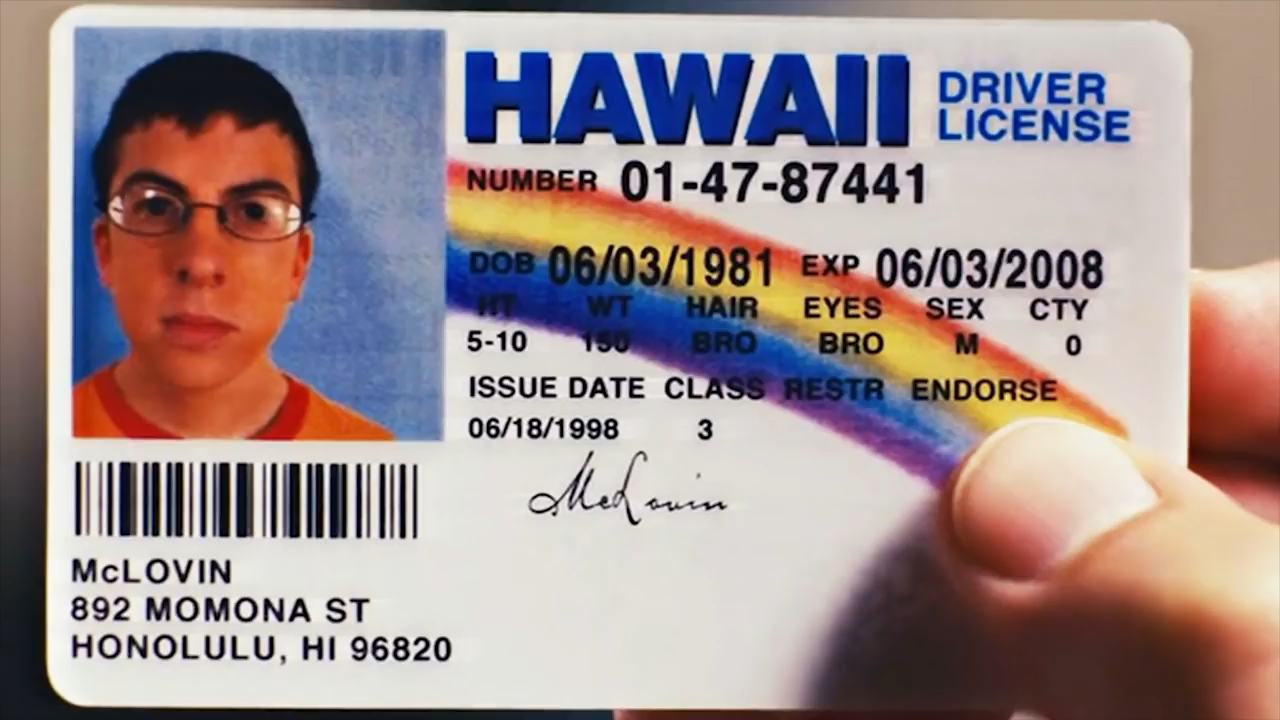 HAWAII DRIVER LICENSE
NUMBER 01-47-87441
DOB 06/03/1981 EXP 06/03/2008
HT WT HAIR EYES SEX CTY
5-10 150 BRO BRO M 0
ISSUE DATE CLASS RESTR ENDORSE
06/18/1998 3
McLovin
McLOVIN
892 MOMONA ST
HONOLULU, HI 96820